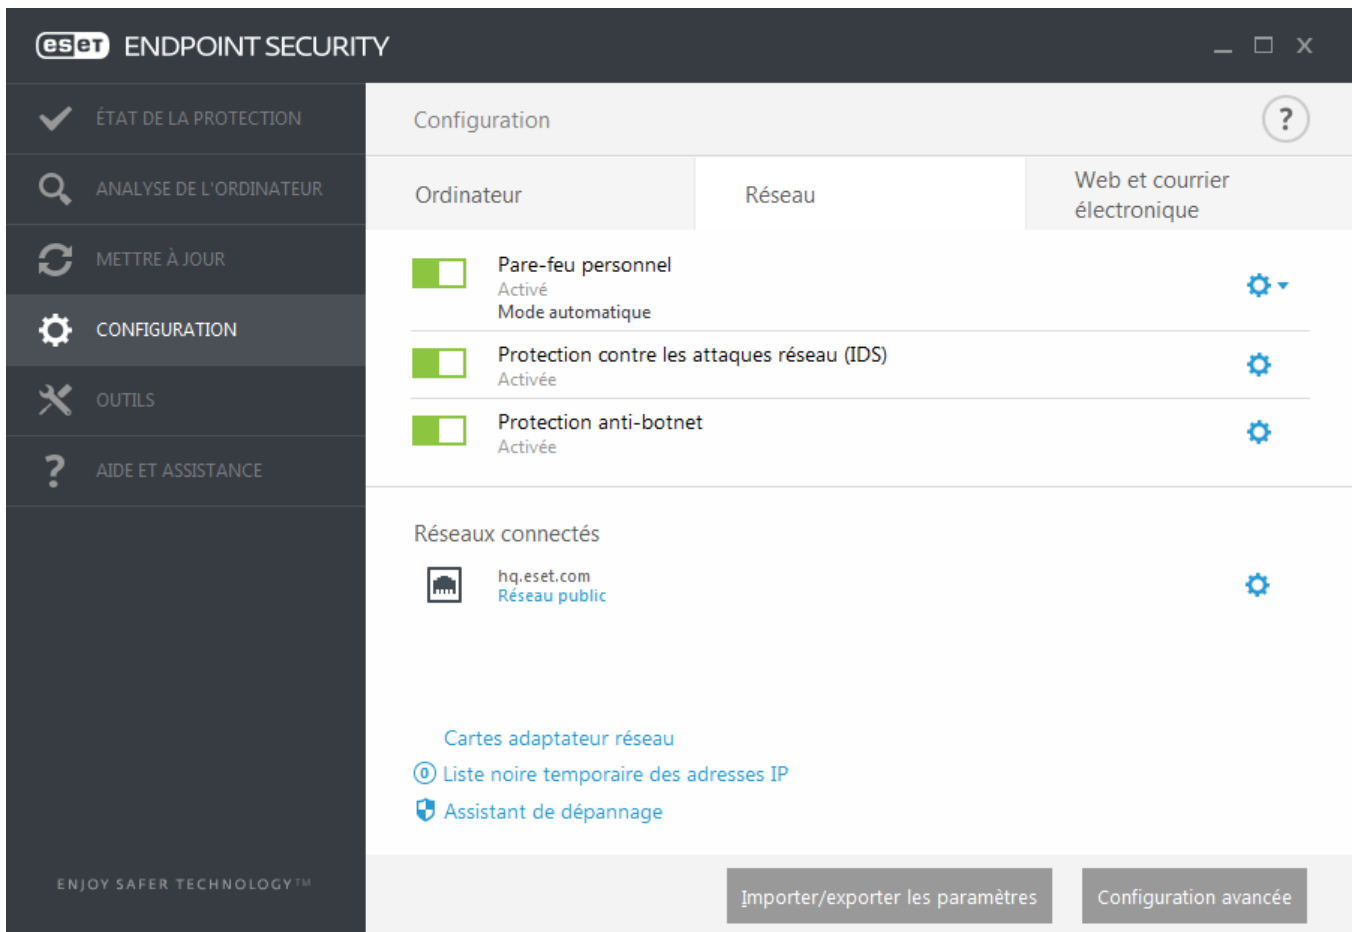 eset ENDPOINT SECURITY
ÉTAT DE LA PROTECTION
ANALYSE DE L'ORDINATEUR
METTRE À JOUR
CONFIGURATION
OUTILS
AIDE ET ASSISTANCE
ENJOY SAFER TECHNOLOGY™
Configuration
?
Ordinateur
Réseau
Web et courrier
électronique
Pare-feu personnel
Activé
Mode automatique
Protection contre les attaques réseau (IDS)
Activée
Protection anti-botnet
Activée
Réseaux connectés
hq.eset.com
Réseau public
Cartes adaptateur réseau
0 Liste noire temporaire des adresses IP
Assistant de dépannage
Importer/exporter les paramètres
Configuration avancée